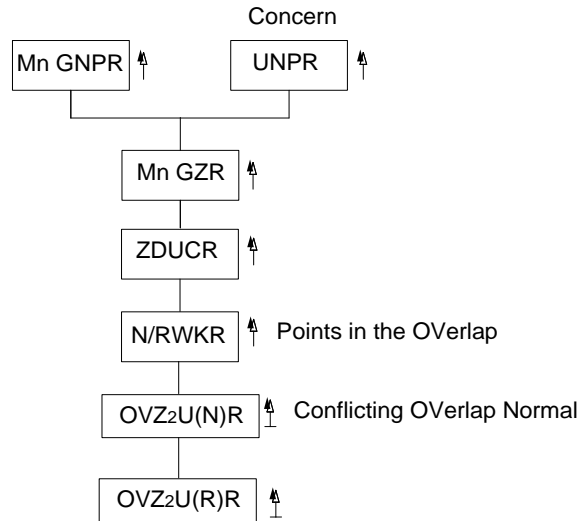 Concern
Mn GNPR
UNPR
Mn GZR
ZDUCR
N/RWKR
Points in the OVerlap
OVZ2U(N)R
Conflicting OVerlap Normal
OVZ2U(R)R